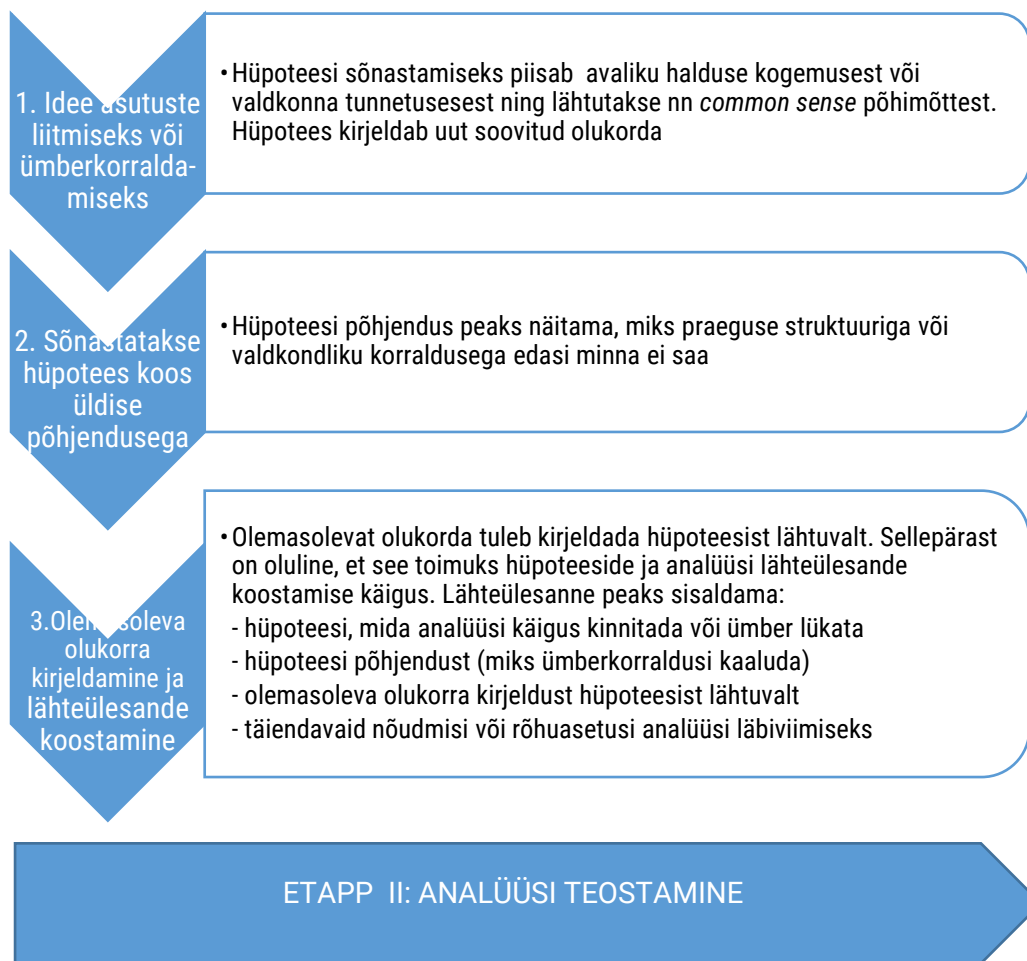 1. Idee asutuste
liitmiseks või
ümberkorralda-
miseks
•Hüpoteesi sõnastamiseks piisab avaliku halduse kogemusest või
valdkonna tunnetusesest ning lähtutakse nn common sense põhimõttest.
Hüpotees kirjeldab uut soovitud olukorda
2. Sõnastatakse
hüpotees koos
üldise
põhjendusega
•Hüpoteesi põhjendus peaks näitama, miks praeguse struktuuriga või
valdkondliku korraldusega edasi minna ei saa
3.Olemasoleva
olukorra
kirjeldamine ja
lähteülesande
koostamine
•Olemasolevat olukorda tuleb kirjeldada hüpoteesist lähtuvalt. Sellepärast
on oluline, et see toimuks hüpoteeside ja analüüsi lähteülesande
koostamise käigus. Lähteülesanne peaks sisaldama:
- hüpoteesi, mida analüüsi käigus kinnitada või ümber lükata
- hüpoteesi põhjendust (miks ümberkorraldusi kaaluda)
- olemasoleva olukorra kirjeldust hüpoteesist lähtuvalt
- täiendavaid nõudmisi või rõhuasetusi analüüsi läbiviimiseks
ETAPP II: ANALÜÜSI TEOSTAMINE